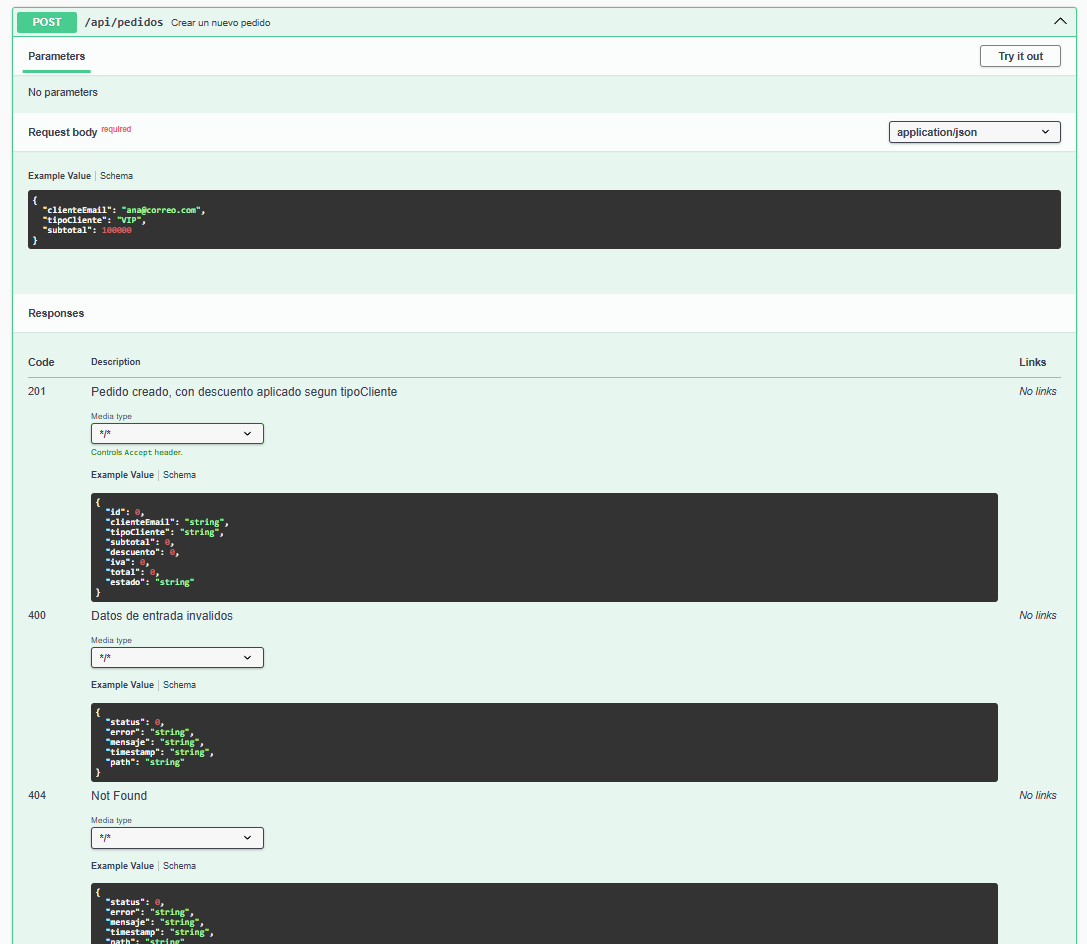 POST /api/pedidos Crear un nuevo pedido
Parameters Try it out
No parameters
Request body required application/json
Example Value Schema
{
"clienteEmail": "ana@correo.com",
"tipoCliente": "VIP",
"subtotal": 100000
}
Responses
Code Description Links
201 Pedido creado, con descuento aplicado segun tipoCliente No links
Media type
*/*
Controls Accept header.
Example Value Schema
{
"id": 0,
"clienteEmail": "string",
"tipoCliente": "string",
"subtotal": 0,
"descuento": 0,
"iva": 0,
"total": 0,
"estado": "string"
}
400 Datos de entrada invalidos No links
Media type
*/*
Example Value Schema
{
"status": 0,
"error": "string",
"mensaje": "string",
"timestamp": "string",
"path": "string"
}
404 Not Found No links
Media type
*/*
Example Value Schema
{
"status": 0,
"error": "string",
"mensaje": "string",
"timestamp": "string",
"path": "string"